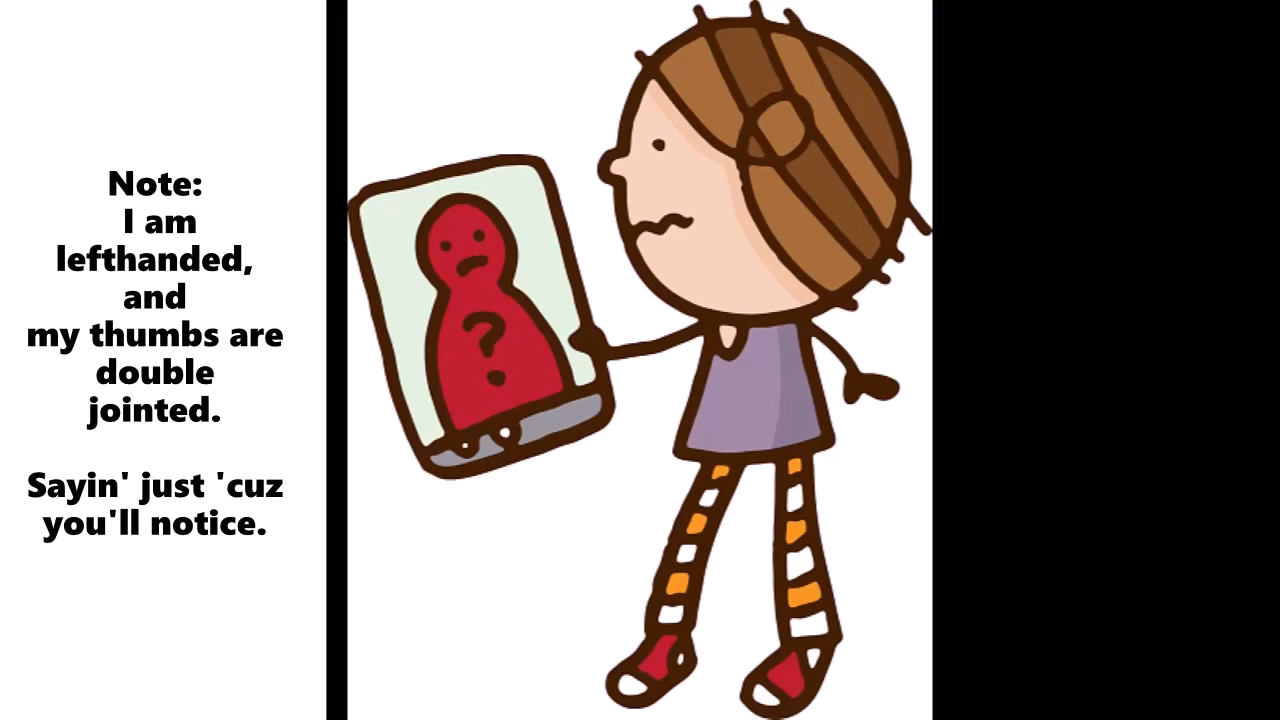 Note:
I am
lefthanded,
and
my thumbs are
double
jointed.
Sayin' just 'cuz
you'll notice.
?